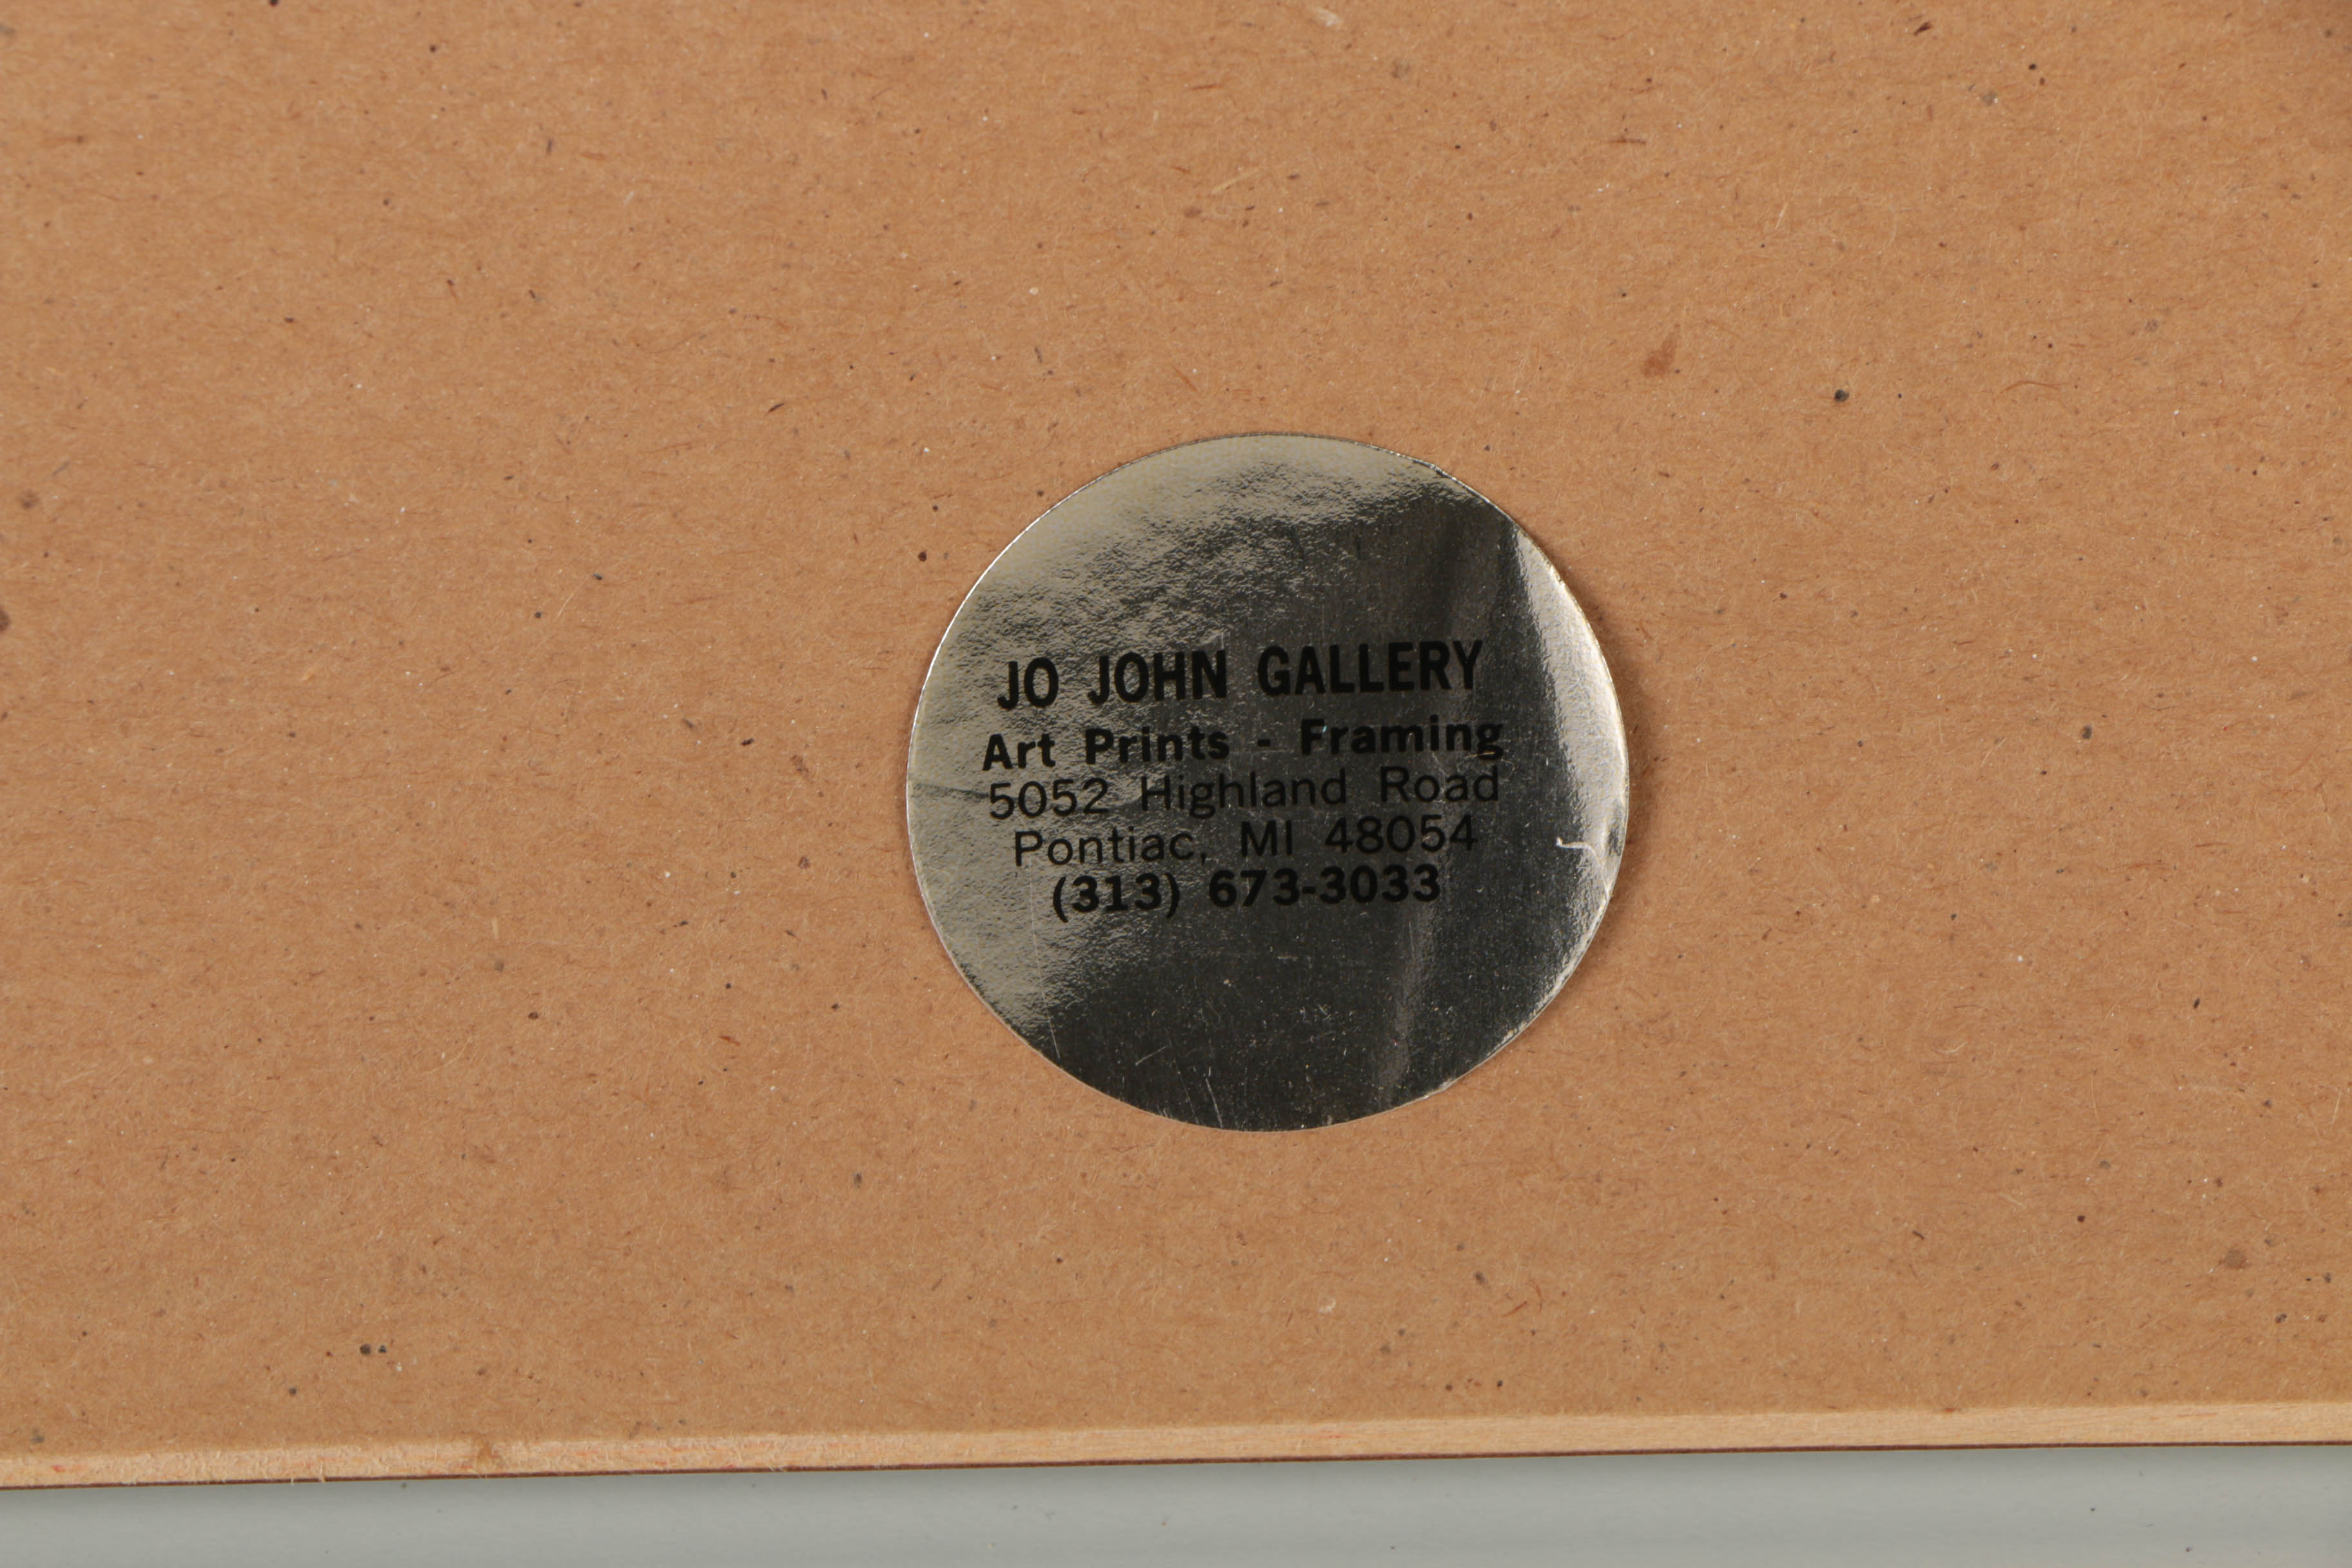 JO JOHN GALLERY
Art Prints - Framing
5052 Highland Road
Pontiac, MI 48054
(313) 673-3033